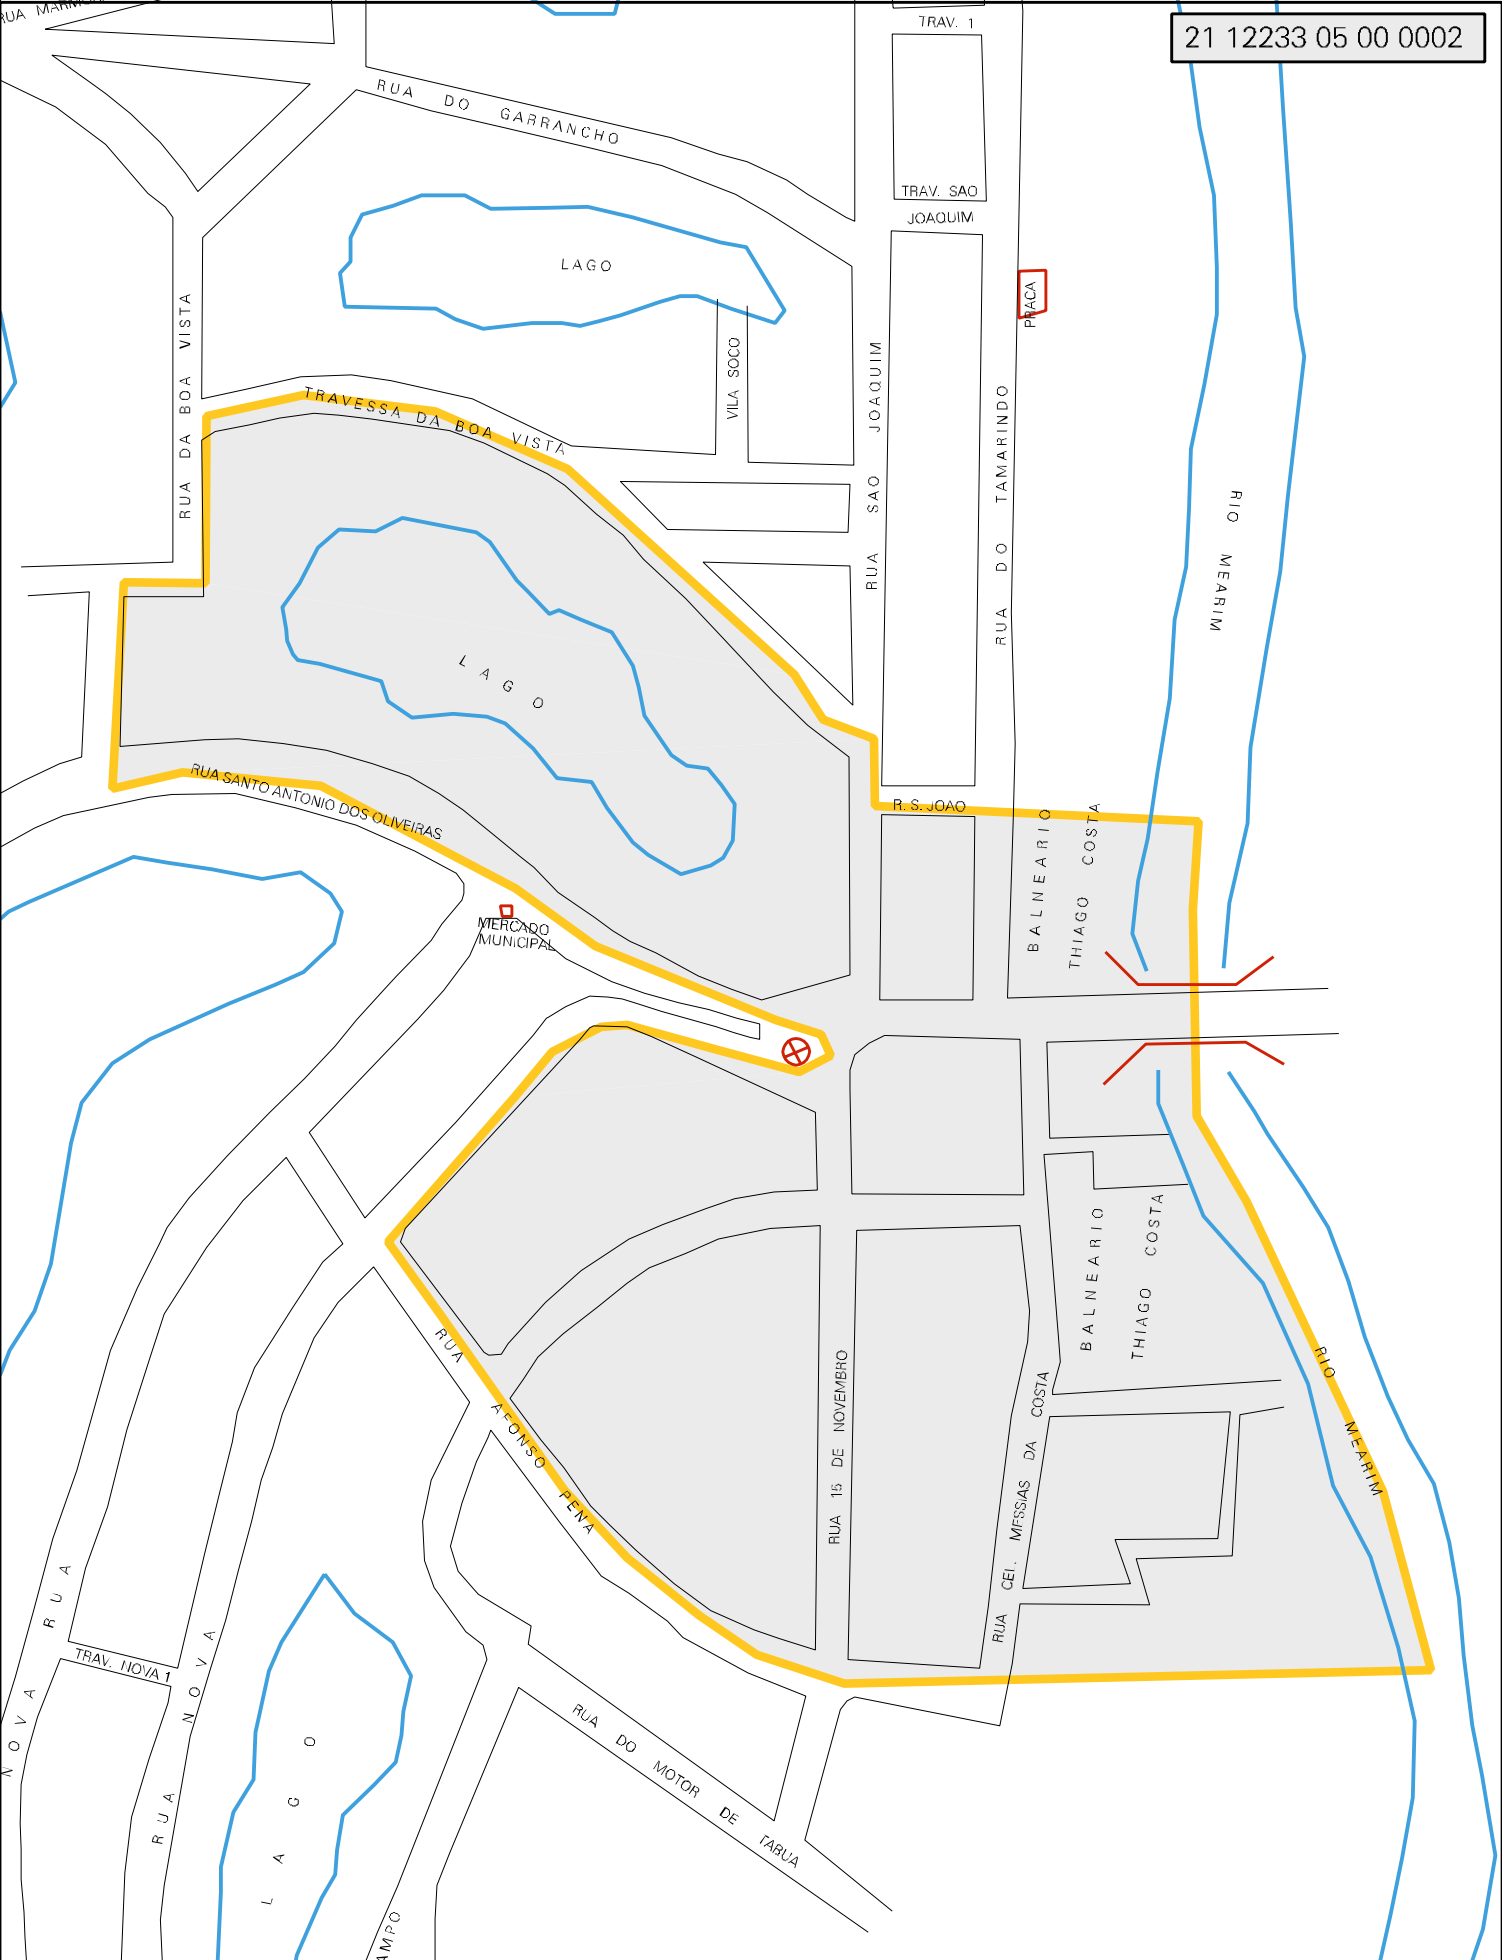 21 12233 05 00 0002
TRAV. 1
RUA DO GARRANCHO
TRAV. SAO
JOAQUIM
LAGO
PRACA
RUA DA BOA VISTA
VILA SOCO
RUA SAO JOAQUIM
RUA DO TAMARINDO
TRAVESSA DA BOA VISTA
RIO MEARIM
LAGO
RUA SANTO ANTONIO DOS OLIVEIRAS
R. S. JOAO
BALNEARIO
THIAGO COSTA
MERCADO
MUNICIPAL
BALNEARIO
THIAGO COSTA
RUA AFONSO PENA
RUA 15 DE NOVEMBRO
RUA CEL. MESSIAS DA COSTA
RIO MEARIM
RUA NOVA
TRAV. NOVA 1
RUA NOVA
LAGO
RUA DO MOTOR DE TABUA